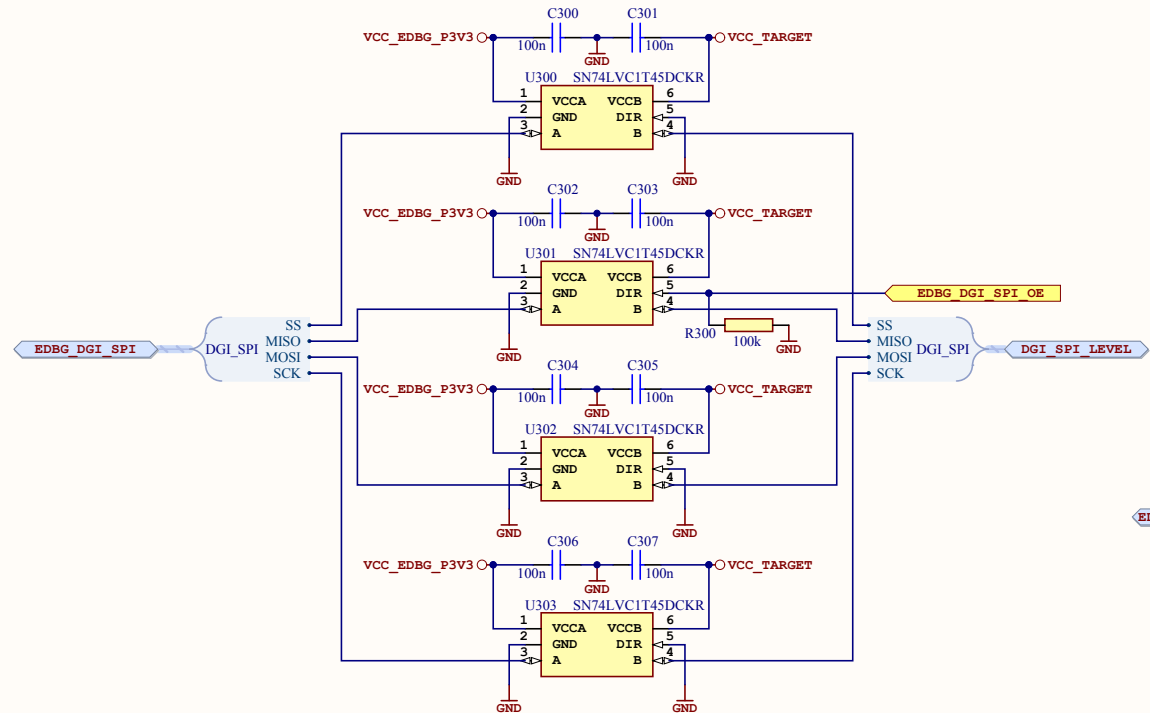 C300 C301
VCC_EDBG_P3V3 VCC_TARGET
100n 100n
GND
U300 SN74LVC1T45DCKR
1 VCCA VCCB 6
2 GND DIR 5
3 A B 4
GND GND
C302 C303
VCC_EDBG_P3V3 VCC_TARGET
100n 100n
GND
U301 SN74LVC1T45DCKR
1 VCCA VCCB 6
2 GND DIR 5 EDBG_DGI_SPI_OE
3 A B 4
R300 100k GND
GND
EDBG_DGI_SPI DGI_SPI SS MISO MOSI SCK
SS MISO MOSI SCK DGI_SPI DGI_SPI_LEVEL
C304 C305
VCC_EDBG_P3V3 VCC_TARGET
100n 100n
GND
U302 SN74LVC1T45DCKR
1 VCCA VCCB 6
2 GND DIR 5
3 A B 4
GND GND
ED
C306 C307
VCC_EDBG_P3V3 VCC_TARGET
100n 100n
GND
U303 SN74LVC1T45DCKR
1 VCCA VCCB 6
2 GND DIR 5
3 A B 4
GND GND